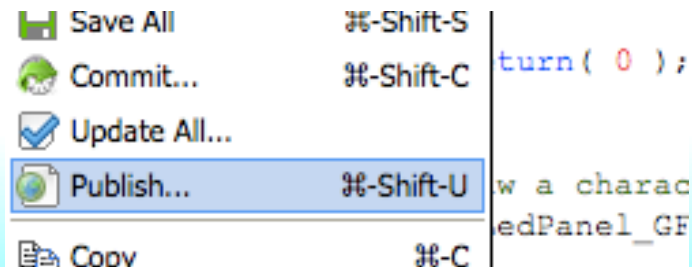 Save All ⌘-Shift-S
Commit... ⌘-Shift-C
Update All...
Publish... ⌘-Shift-U
Copy ⌘-C
turn( 0 );
w a charac
edPanel_GF